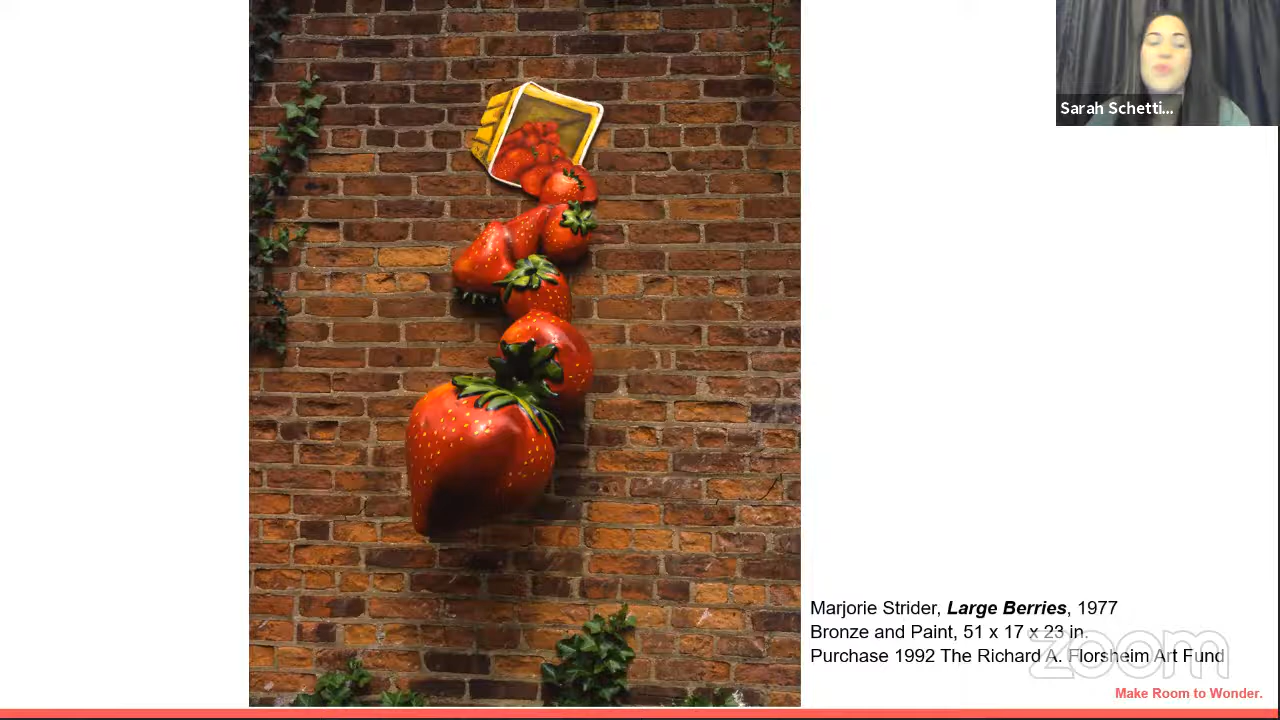 Sarah Schetti...
Marjorie Strider, Large Berries, 1977
Bronze and Paint, 51 x 17 x 23 in.
Purchase 1992 The Richard A. Florsheim Art Fund
zoom
Make Room to Wonder.